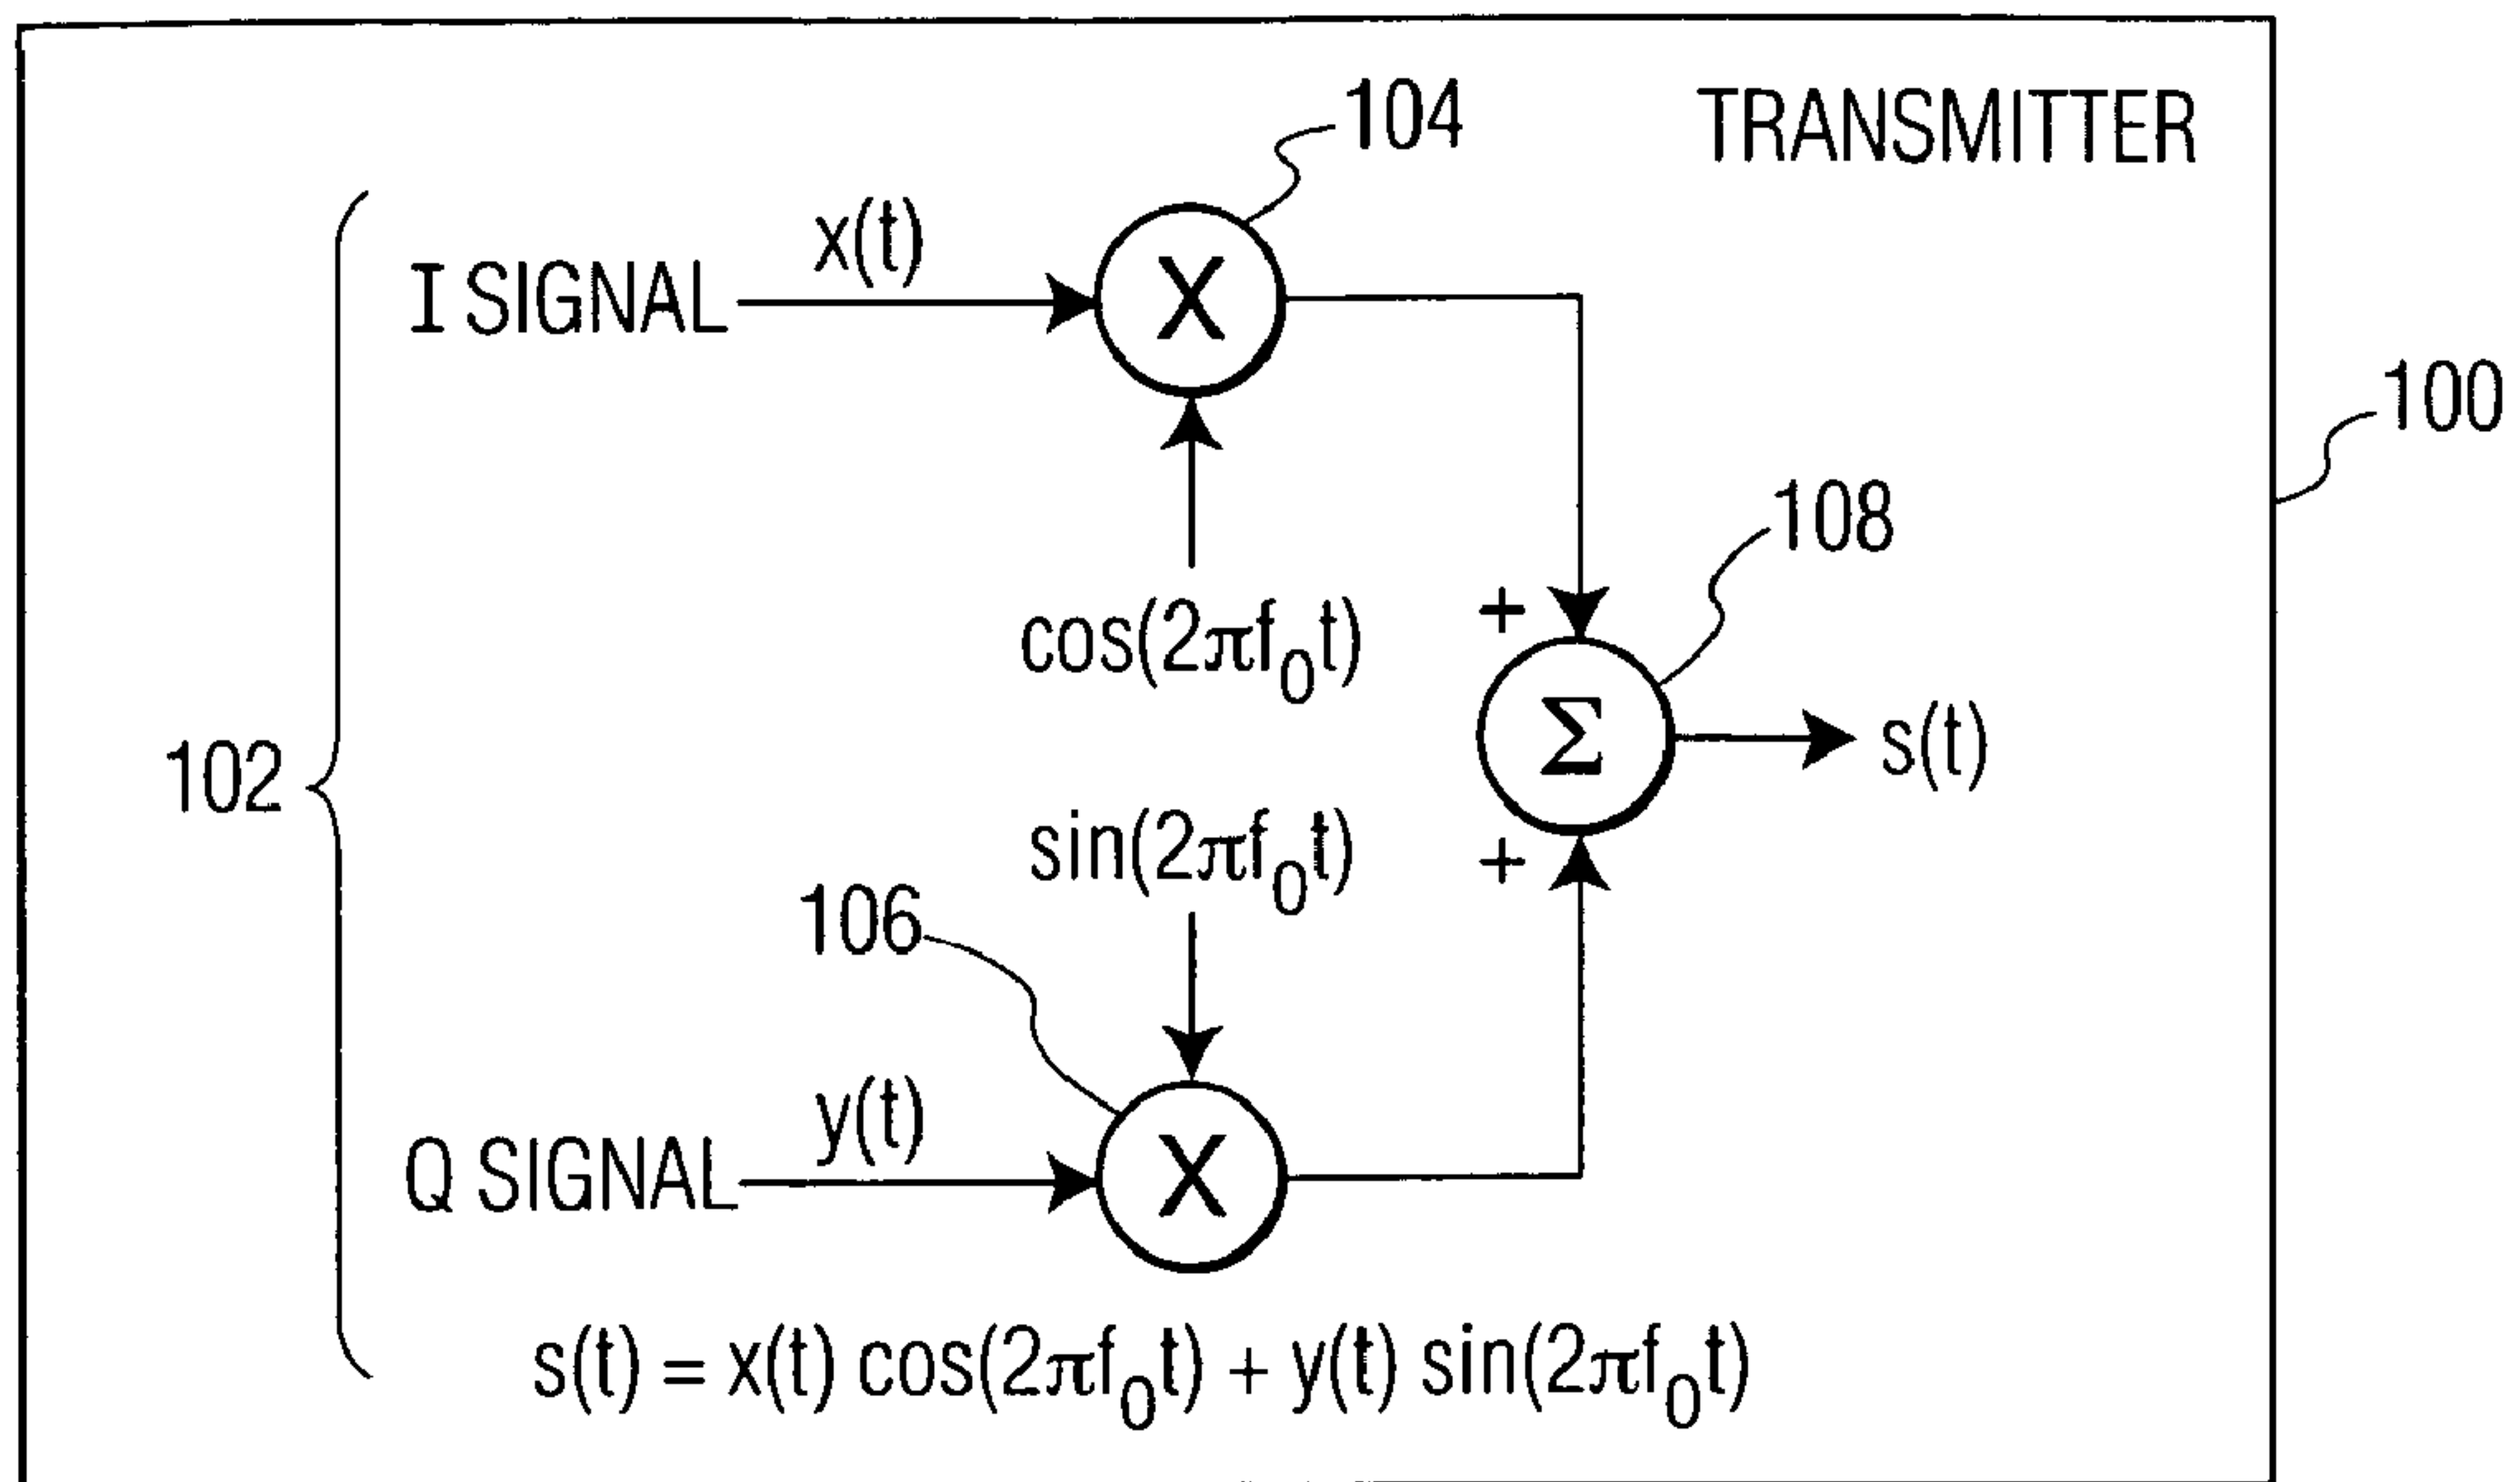 104
TRANSMITTER
x(t)
I SIGNAL
X
100
108
cos(2πf₀t)
+
102
Σ
s(t)
sin(2πf₀t)
+
106
y(t)
Q SIGNAL
X
s(t) = x(t) cos(2πf₀t) + y(t) sin(2πf₀t)